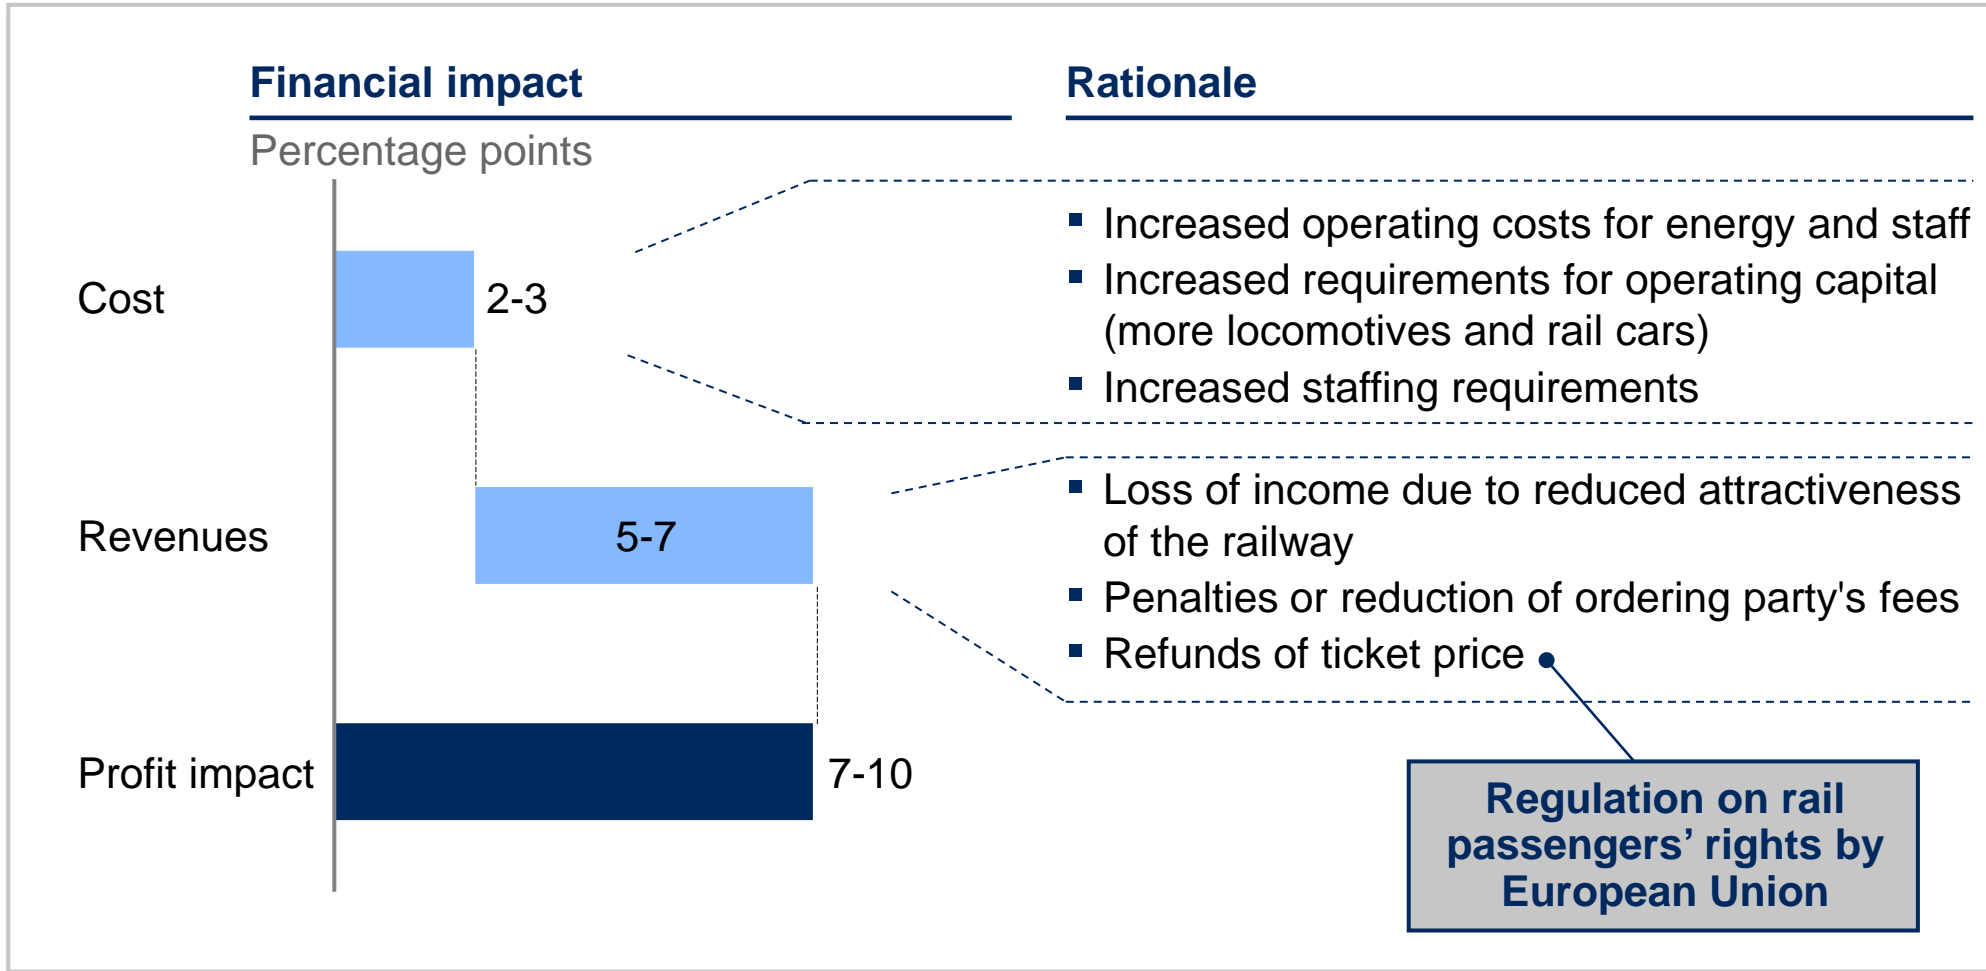 Financial impact
Percentage points
Cost
2-3
Revenues
5-7
Profit impact
7-10
Rationale
▪ Increased operating costs for energy and staff
▪ Increased requirements for operating capital
(more locomotives and rail cars)
▪ Increased staffing requirements
▪ Loss of income due to reduced attractiveness
of the railway
▪ Penalties or reduction of ordering party's fees
▪ Refunds of ticket price
Regulation on rail
passengers’ rights by
European Union